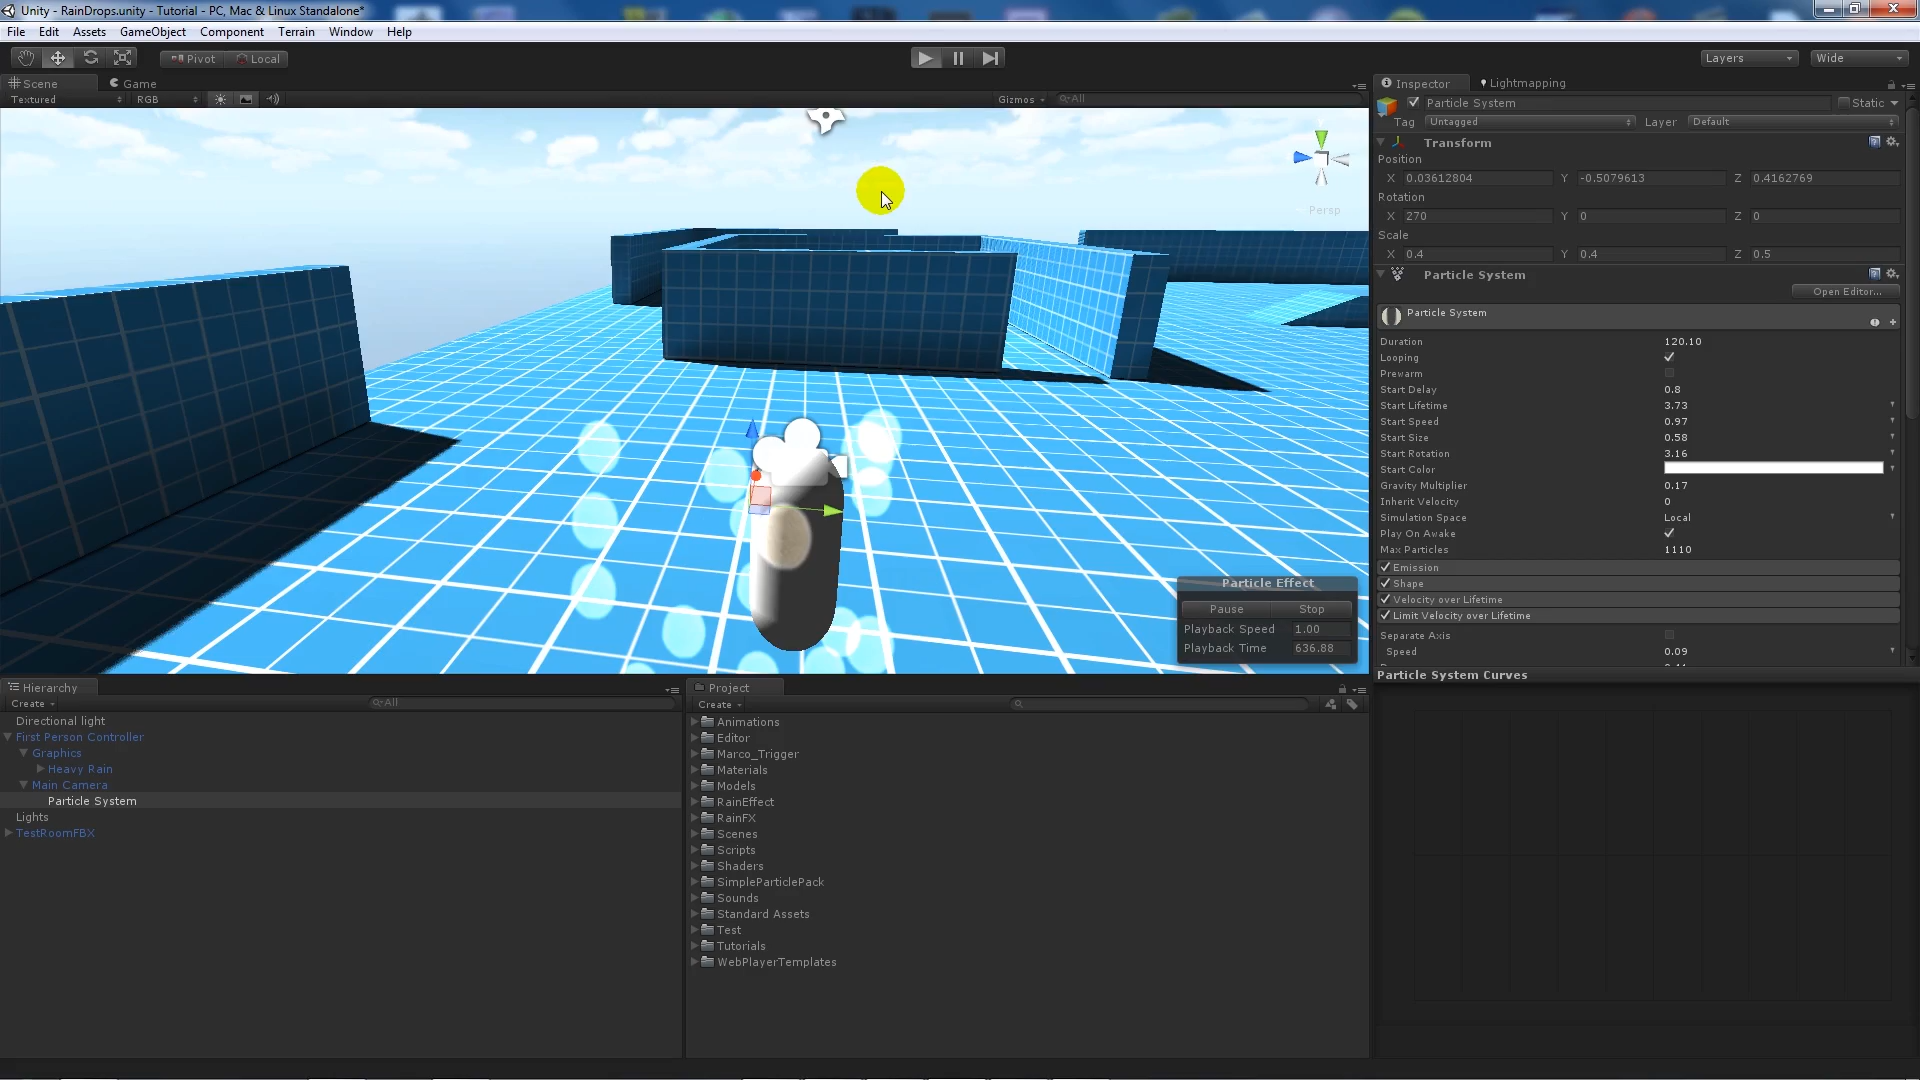 Unity - RainDrops.unity - Tutorial - PC, Mac & Linux Standalone*
File Edit Assets GameObject Component Terrain Window Help
Pivot Local Layers Wide
Scene Game
Textured RGB Gizmos All
Persp
Particle Effect
Pause Stop
Playback Speed 1.00
Playback Time 636.88
Hierarchy
Create All
Directional light
First Person Controller
Graphics
Heavy Rain
Main Camera
Particle System
Lights
TestRoomFBX
Project
Create
Animations
Editor
Marco_Trigger
Materials
Models
RainEffect
RainFX
Scenes
Scripts
Shaders
SimpleParticlePack
Sounds
Standard Assets
Test
Tutorials
WebPlayerTemplates
Inspector Lightmapping
Particle System Static
Tag Untagged Layer Default
Transform
Position
X 0.03612804 Y -0.5079613 Z 0.4162769
Rotation
X 270 Y 0 Z 0
Scale
X 0.4 Y 0.4 Z 0.5
Particle System
Open Editor...
Particle System
Duration 120.10
Looping
Prewarm
Start Delay 0.8
Start Lifetime 3.73
Start Speed 0.97
Start Size 0.58
Start Rotation 3.16
Start Color
Gravity Multiplier 0.17
Inherit Velocity 0
Simulation Space Local
Play On Awake
Max Particles 1110
Emission
Shape
Velocity over Lifetime
Limit Velocity over Lifetime
Separate Axis
Speed 0.09
Particle System Curves